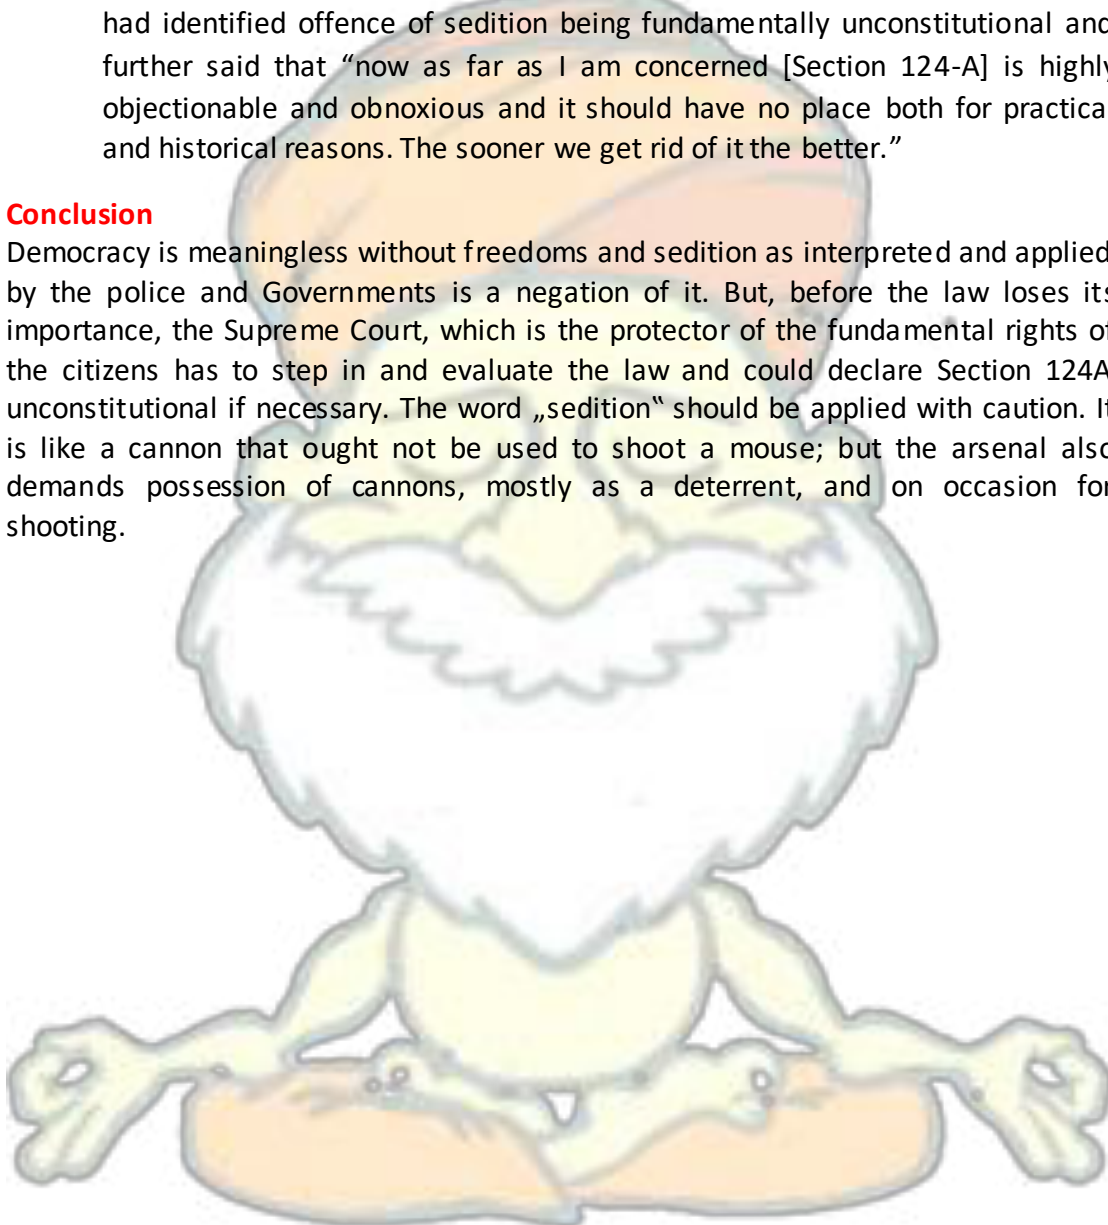 had identified offence of sedition being fundamentally unconstitutional and
further said that “now as far as I am concerned [Section 124-A] is highly
objectionable and obnoxious and it should have no place both for practical
and historical reasons. The sooner we get rid of it the better.”
Conclusion
Democracy is meaningless without freedoms and sedition as interpreted and applied
by the police and Governments is a negation of it. But, before the law loses its
importance, the Supreme Court, which is the protector of the fundamental rights of
the citizens has to step in and evaluate the law and could declare Section 124A
unconstitutional if necessary. The word „sedition‟ should be applied with caution. It
is like a cannon that ought not be used to shoot a mouse; but the arsenal also
demands possession of cannons, mostly as a deterrent, and on occasion for
shooting.